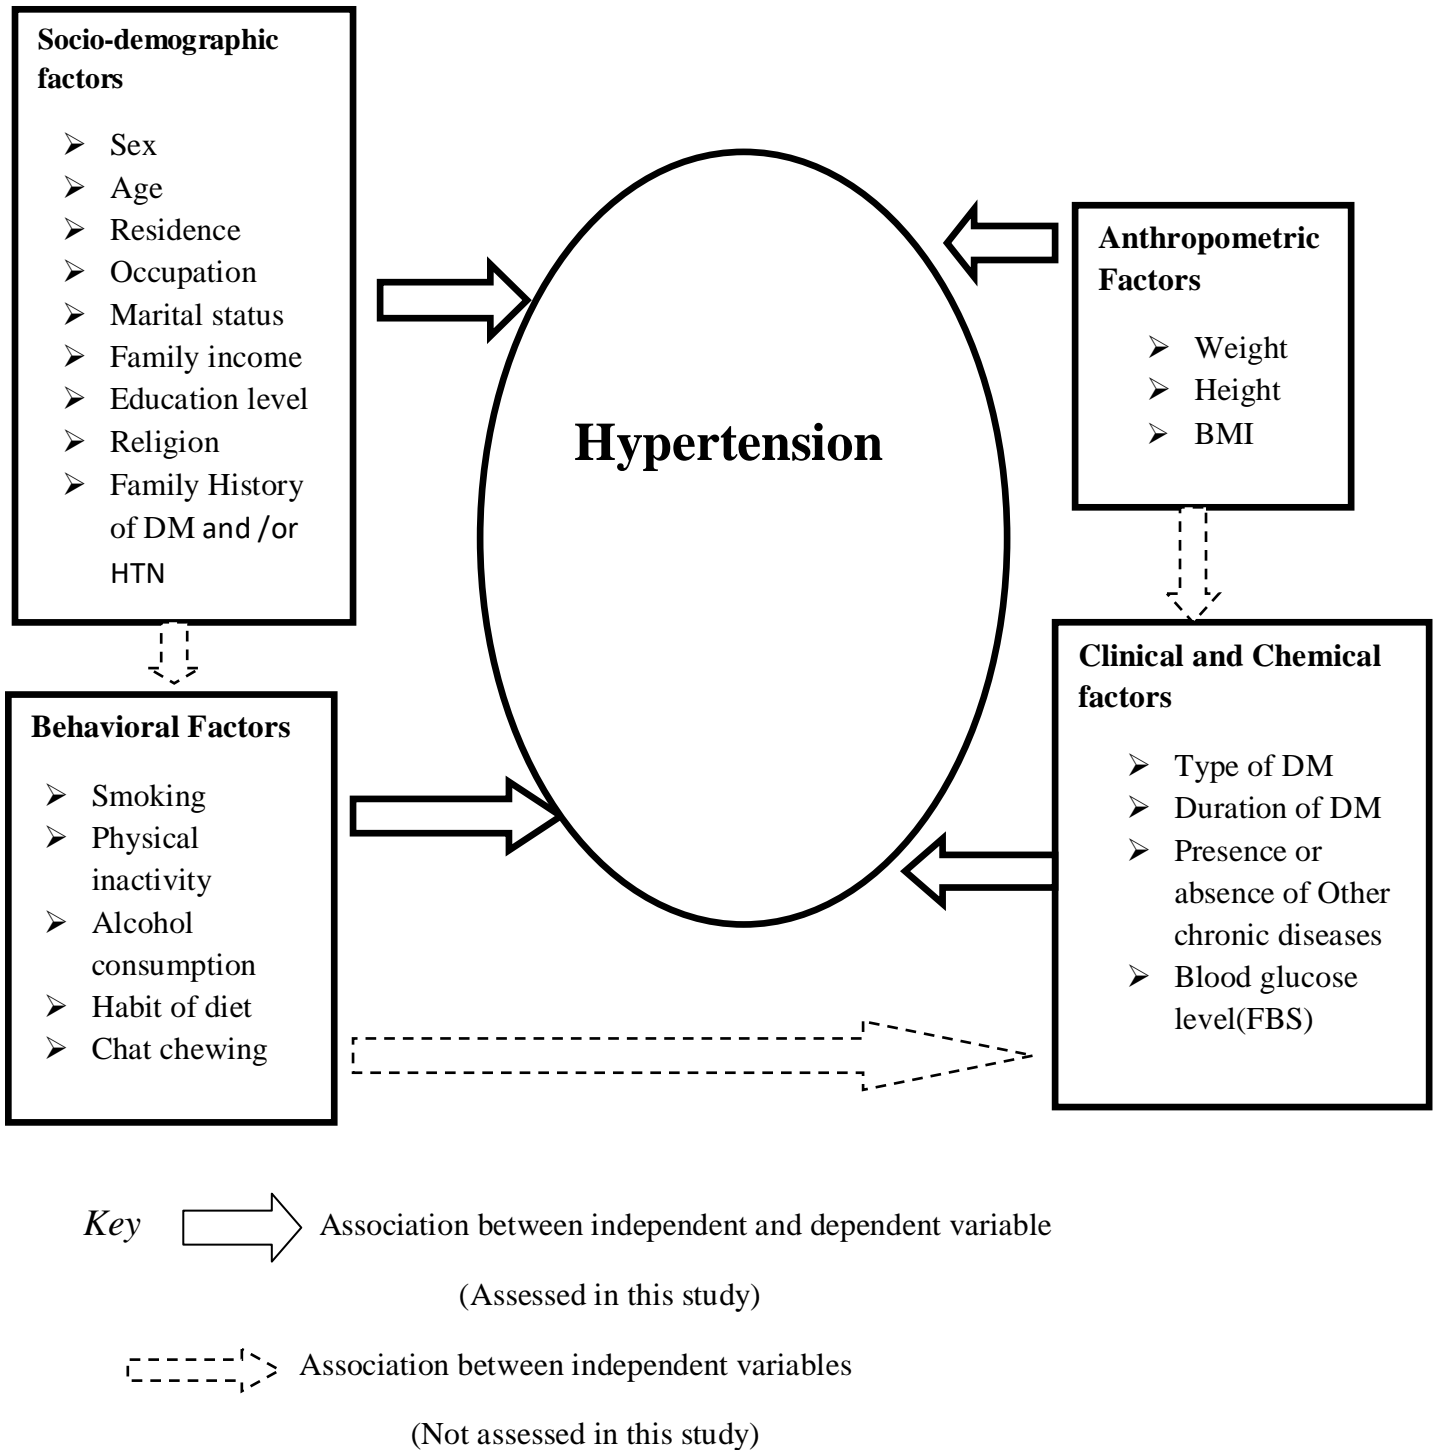 Socio-demographic
factors
➢ Sex
➢ Age
➢ Residence
➢ Occupation
➢ Marital status
➢ Family income
➢ Education level
➢ Religion
➢ Family History
of DM and /or
HTN
Behavioral Factors
➢ Smoking
➢ Physical
inactivity
➢ Alcohol
consumption
➢ Habit of diet
➢ Chat chewing
Hypertension
Anthropometric
Factors
➢ Weight
➢ Height
➢ BMI
Clinical and Chemical
factors
➢ Type of DM
➢ Duration of DM
➢ Presence or
absence of Other
chronic diseases
➢ Blood glucose
level(FBS)
Key Association between independent and dependent variable
(Assessed in this study)
Association between independent variables
(Not assessed in this study)